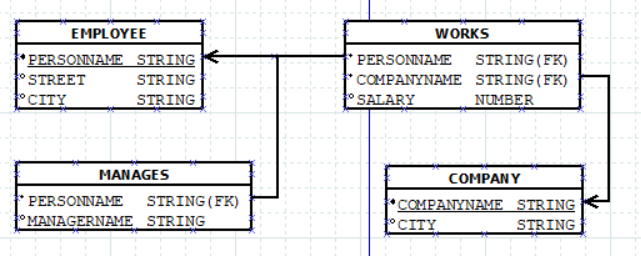 EMPLOYEE
PERSONNAME STRING
STREET STRING
CITY STRING
WORKS
PERSONNAME STRING(FK)
COMPANYNAME STRING(FK)
SALARY NUMBER
MANAGES
PERSONNAME STRING(FK)
MANAGERNAME STRING
COMPANY
COMPANYNAME STRING
CITY STRING